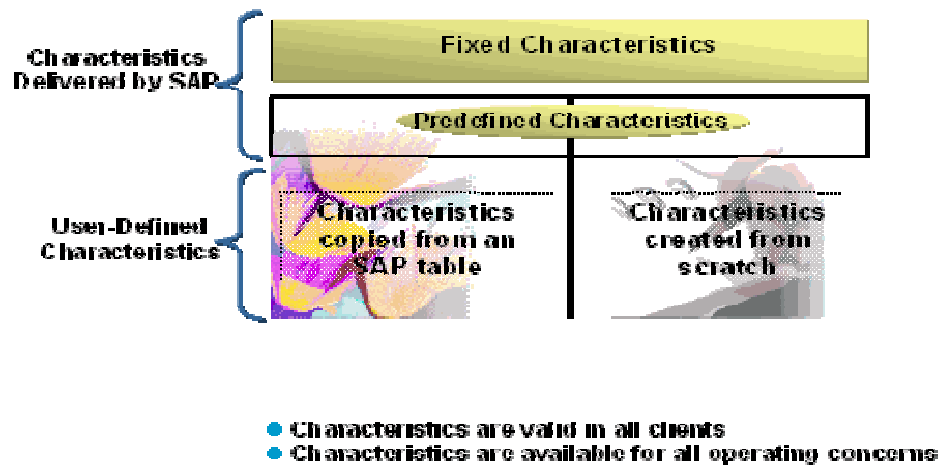 Fixed Characteristics
Characteristics
Delivered by SAP
Predefined Characteristics
User-Defined
Characteristics
Characteristics
copied from an
SAP table
Characteristics
created from
scratch
Characteristics are valid in all clients
Characteristics are available for all operating concerns